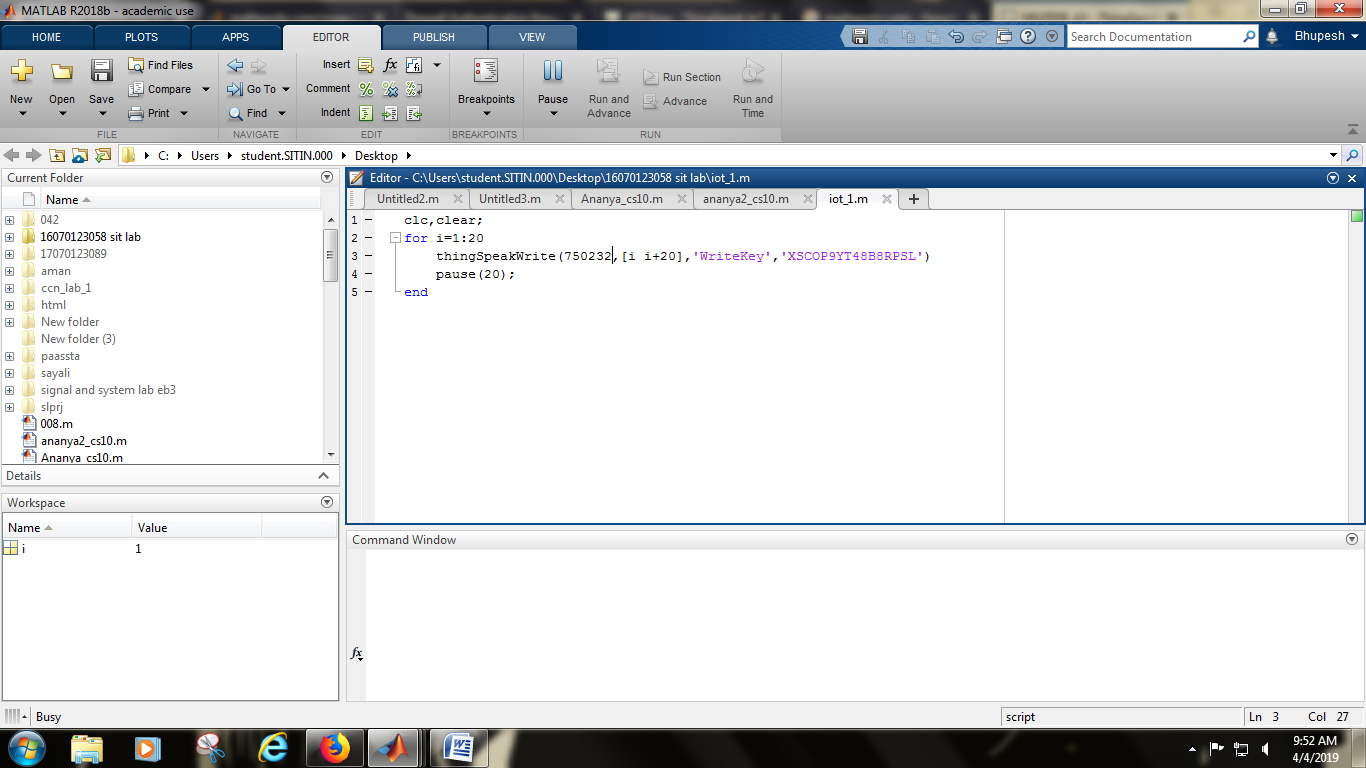 MATLAB R2018b - academic use
HOME PLOTS APPS EDITOR PUBLISH VIEW
Search Documentation
Bhupesh
New
Open
Save
Find Files
Compare
Print
FILE
Go To
Find
NAVIGATE
Insert
fx
Comment
Indent
EDIT
Breakpoints
BREAKPOINTS
Pause
Run and Advance
Run Section
Advance
Run and Time
RUN
C: Users student.SITIN.000 Desktop
Current Folder
Name
042
16070123058 sit lab
17070123089
aman
ccn_lab_1
html
New folder
New folder (3)
paassta
sayali
signal and system lab eb3
slprj
008.m
ananya2_cs10.m
Ananya_cs10.m
Details
Workspace
Name Value
i 1
Editor - C:\Users\student.SITIN.000\Desktop\16070123058 sit lab\iot_1.m
Untitled2.m Untitled3.m Ananya_cs10.m ananya2_cs10.m iot_1.m
1 clc,clear;
2 for i=1:20
3 thingSpeakWrite(750232,[i i+20],'WriteKey','XSCOP9YT48B8RPSL')
4 pause(20);
5 end
Command Window
fx
Busy
script
Ln 3 Col 27
9:52 AM
4/4/2019